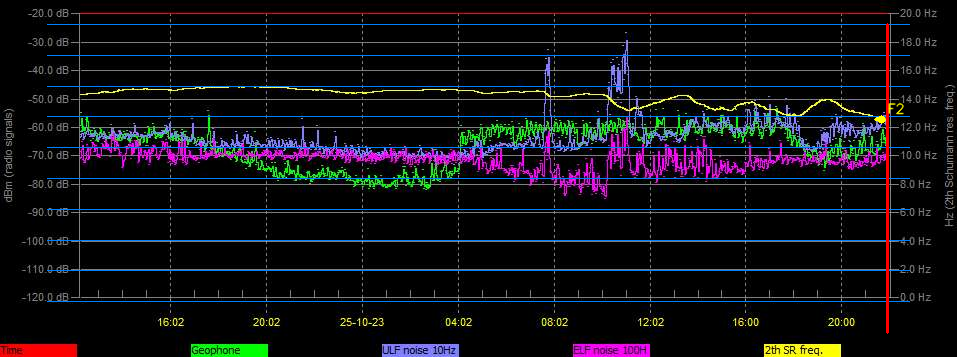 -20.0 dB 20.0 Hz
-30.0 dB 18.0 Hz
-40.0 dB 16.0 Hz
-50.0 dB 14.0 Hz
F2
-60.0 dB 12.0 Hz
-70.0 dB 10.0 Hz
-80.0 dB 8.0 Hz
-90.0 dB 6.0 Hz
-100.0 dB 4.0 Hz
-110.0 dB 2.0 Hz
-120.0 dB 0.0 Hz
dBm (radio signals)
Hz (2th Schumann res. freq.)
16:02 20:02 25-10-23 04:02 08:02 12:02 16:00 20:00
Time Geophone ULF noise 10Hz ELF noise 100H 2th SR freq.